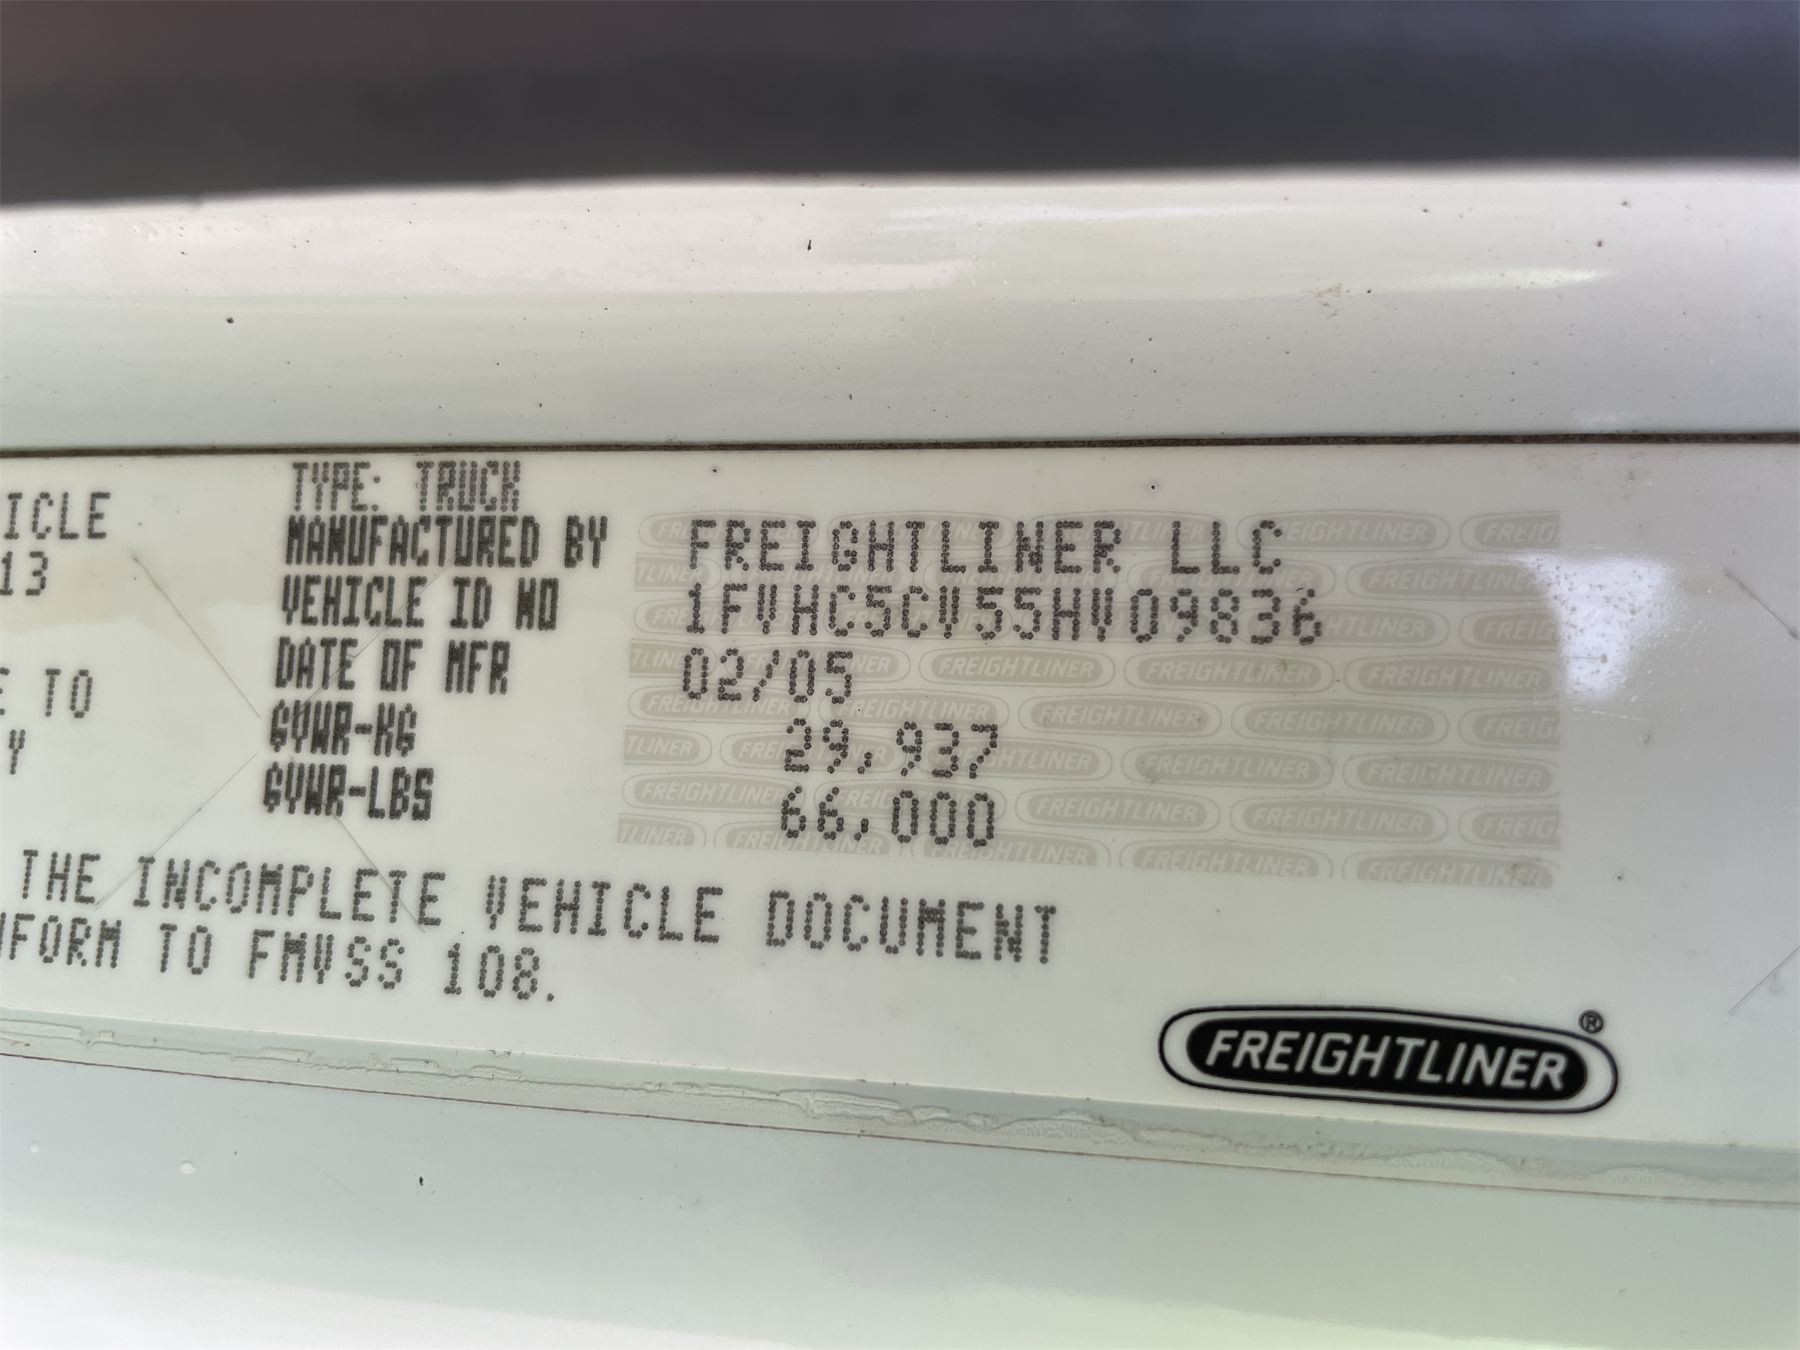 TYPE: TRUCK
ICLE MANUFACTURED BY FREIGHTLINER LLC
13 VEHICLE ID NO 1FVHC5CV55HV09836
DATE OF MFR 02/05
TO GVWR-KG 29,937
Y GVWR-LBS 66,000
THE INCOMPLETE VEHICLE DOCUMENT
NFORM TO FMVSS 108.
FREIGHTLINER®